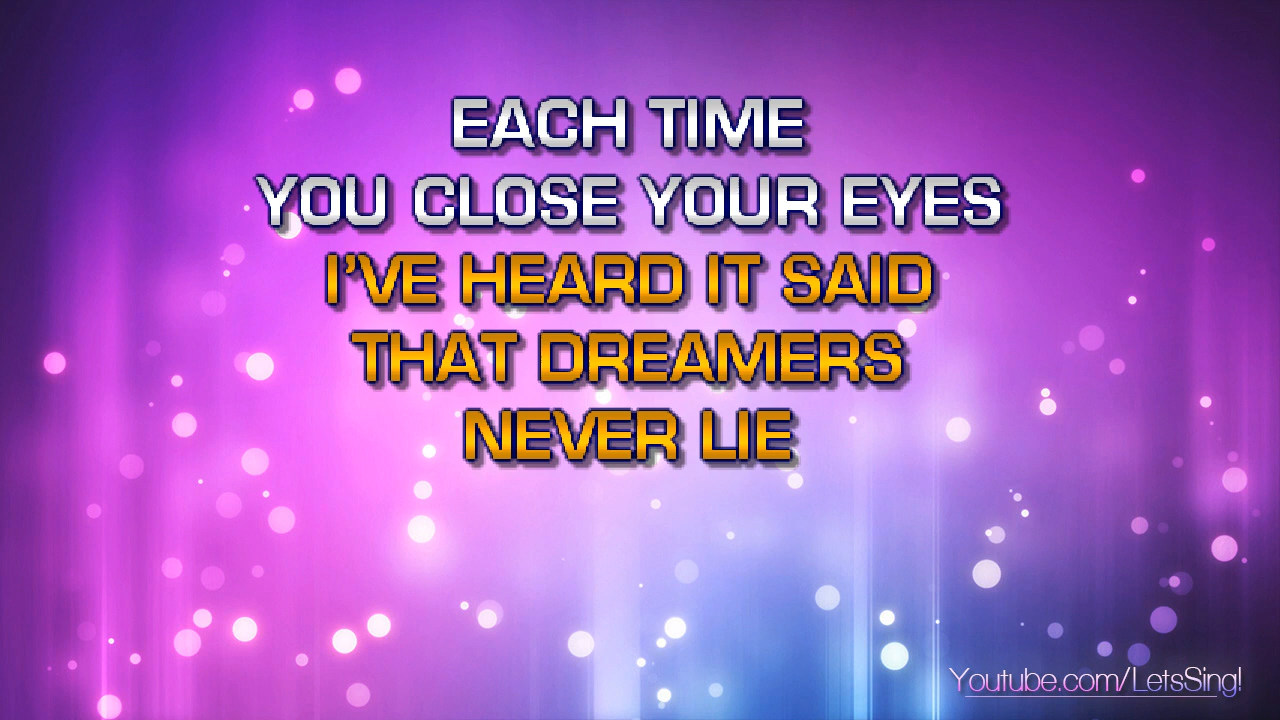 EACH TIME
YOU CLOSE YOUR EYES
I'VE HEARD IT SAID
THAT DREAMERS
NEVER LIE
Youtube.com/LetsSing!